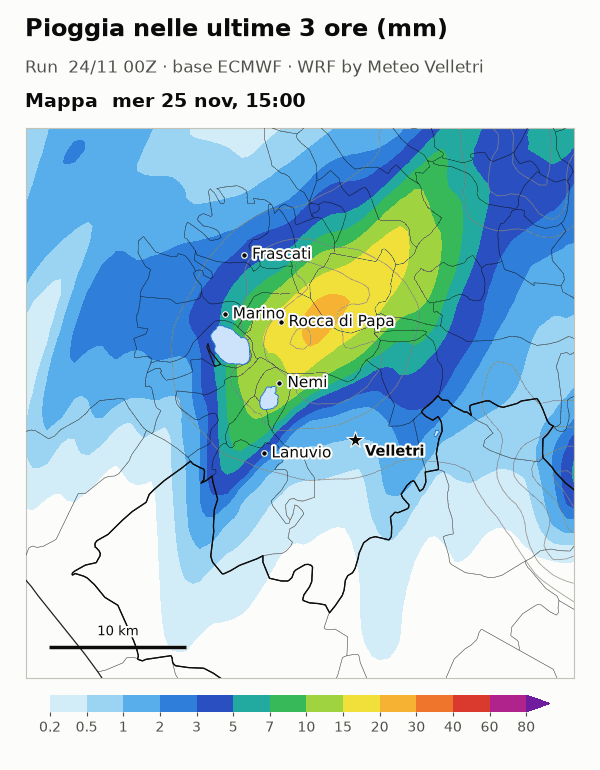 Pioggia nelle ultime 3 ore (mm)
Run  24/11 00Z · base ECMWF · WRF by Meteo Velletri
Mappa  mer 25 nov, 15:00
Frascati
Marino
Rocca di Papa
Nemi
Velletri
Lanuvio
10 km
0.2 0.5 1 2 3 5 7 10 15 20 30 40 60 80